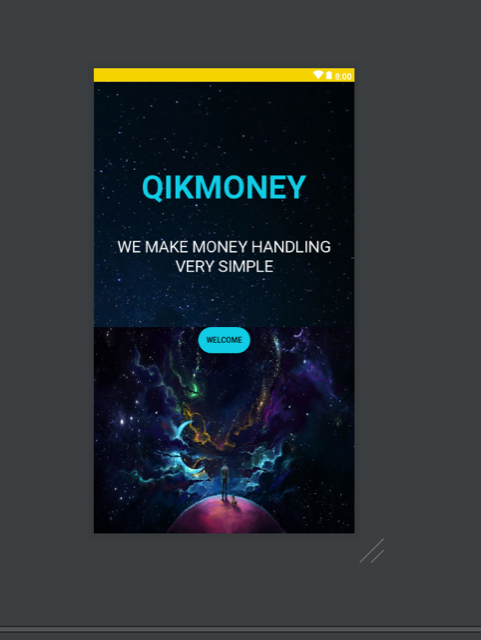 8:00
QIKMONEY
WE MAKE MONEY HANDLING
VERY SIMPLE
WELCOME